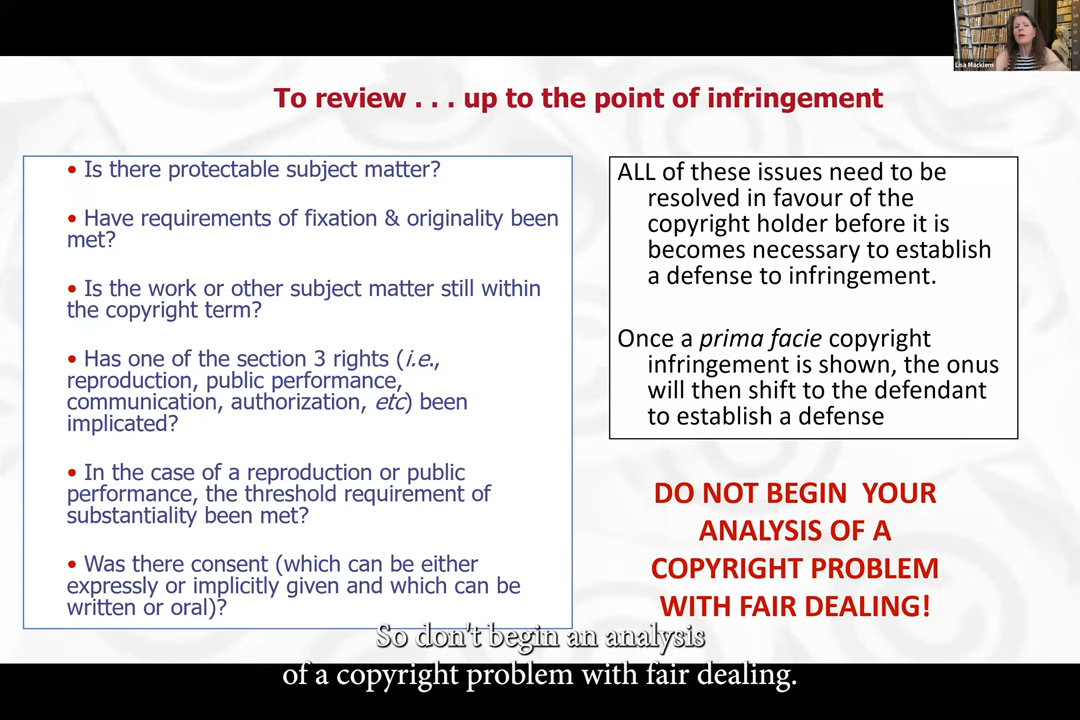 Lisa Macklem
To review . . . up to the point of infringement
• Is there protectable subject matter?
• Have requirements of fixation & originality been
met?
• Is the work or other subject matter still within
the copyright term?
• Has one of the section 3 rights (i.e.,
reproduction, public performance,
communication, authorization, etc) been
implicated?
• In the case of a reproduction or public
performance, the threshold requirement of
substantiality been met?
• Was there consent (which can be either
expressly or implicitly given and which can be
written or oral)?
ALL of these issues need to be
resolved in favour of the
copyright holder before it is
becomes necessary to establish
a defense to infringement.
Once a prima facie copyright
infringement is shown, the onus
will then shift to the defendant
to establish a defense
DO NOT BEGIN YOUR
ANALYSIS OF A
COPYRIGHT PROBLEM
WITH FAIR DEALING!
So don't begin an analysis
of a copyright problem with fair dealing.